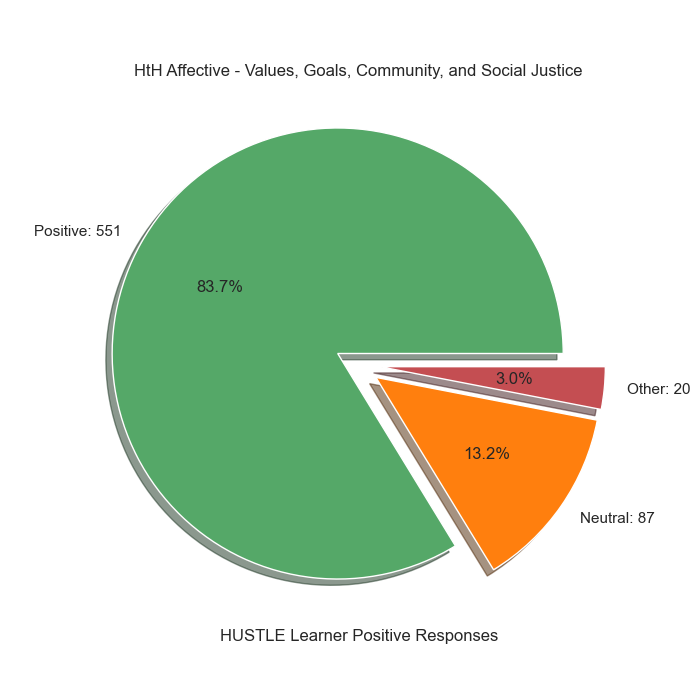 HtH Affective - Values, Goals, Community, and Social Justice
Positive: 551
83.7%
3.0%
Other: 20
13.2%
Neutral: 87
HUSTLE Learner Positive Responses